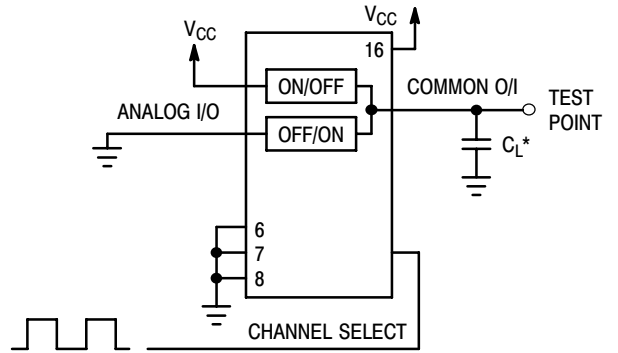 VCC
VCC
16
ON/OFF
COMMON O/I
TEST
POINT
ANALOG I/O
OFF/ON
CL*
6
7
8
CHANNEL SELECT